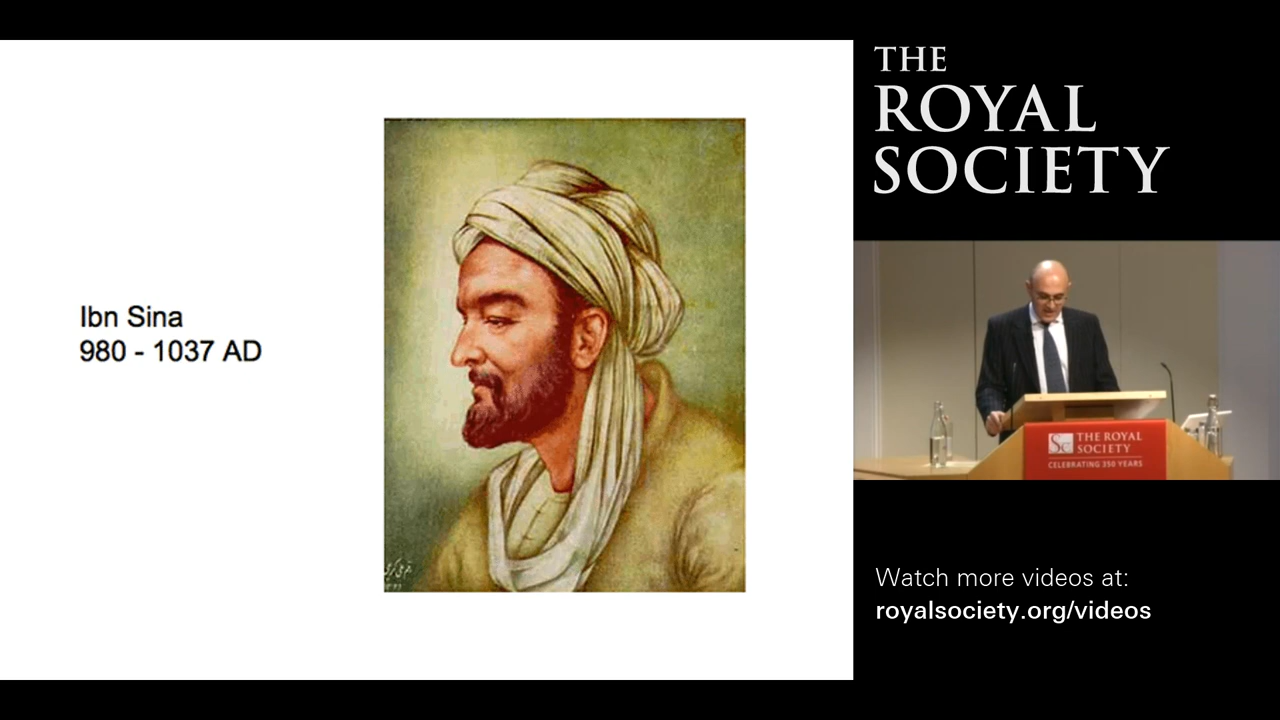 Ibn Sina
980 - 1037 AD
THE
ROYAL
SOCIETY
Sc
THE ROYAL
SOCIETY
CELEBRATING 350 YEARS
Watch more videos at:
royalsociety.org/videos